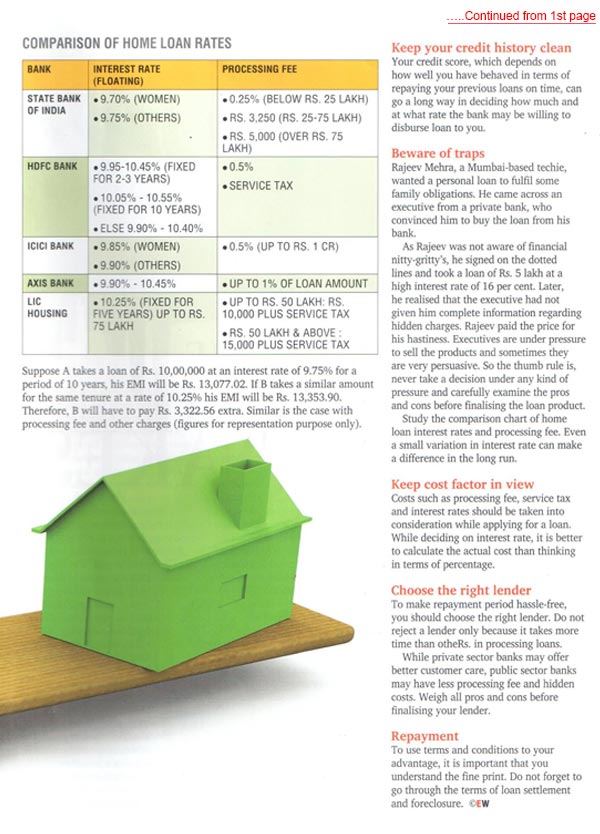 .....Continued from 1st page
COMPARISON OF HOME LOAN RATES
BANK
INTEREST RATE
(FLOATING)
PROCESSING FEE
STATE BANK
OF INDIA
• 9.70% (WOMEN)
• 9.75% (OTHERS)
• 0.25% (BELOW RS. 25 LAKH)
• RS. 3,250 (RS. 25-75 LAKH)
• RS. 5,000 (OVER RS. 75
LAKH)
HDFC BANK
• 9.95-10.45% (FIXED
FOR 2-3 YEARS)
• 10.05% - 10.55%
(FIXED FOR 10 YEARS)
• ELSE 9.90% - 10.40%
• 0.5%
• SERVICE TAX
ICICI BANK
• 9.85% (WOMEN)
• 9.90% (OTHERS)
• 0.5% (UP TO RS. 1 CR)
AXIS BANK
• 9.90% - 10.45%
• UP TO 1% OF LOAN AMOUNT
LIC
HOUSING
• 10.25% (FIXED FOR
FIVE YEARS) UP TO RS.
75 LAKH
• UP TO RS. 50 LAKH: RS.
10,000 PLUS SERVICE TAX
• RS. 50 LAKH & ABOVE :
15,000 PLUS SERVICE TAX
Suppose A takes a loan of Rs. 10,00,000 at an interest rate of 9.75% for a
period of 10 years, his EMI will be Rs. 13,077.02. If B takes a similar amount
for the same tenure at a rate of 10.25% his EMI will be Rs. 13,353.90.
Therefore, B will have to pay Rs. 3,322.56 extra. Similar is the case with
processing fee and other charges (figures for representation purpose only).
Keep your credit history clean
Your credit score, which depends on
how well you have behaved in terms of
repaying your previous loans on time, can
go a long way in deciding how much and
at what rate the bank may be willing to
disburse loan to you.
Beware of traps
Rajeev Mehra, a Mumbai-based techie,
wanted a personal loan to fulfil some
family obligations. He came across an
executive from a private bank, who
convinced him to buy the loan from his
bank.
As Rajeev was not aware of financial
nitty-gritty's, he signed on the dotted
lines and took a loan of Rs. 5 lakh at a
high interest rate of 16 per cent. Later,
he realised that the executive had not
given him complete information regarding
hidden charges. Rajeev paid the price for
his hastiness. Executives are under pressure
to sell the products and sometimes they
are very persuasive. So the thumb rule is,
never take a decision under any kind of
pressure and carefully examine the pros
and cons before finalising the loan product.
Study the comparison chart of home
loan interest rates and processing fee. Even
a small variation in interest rate can make
a difference in the long run.
Keep cost factor in view
Costs such as processing fee, service tax
and interest rates should be taken into
consideration while applying for a loan.
While deciding on interest rate, it is better
to calculate the actual cost than thinking
in terms of percentage.
Choose the right lender
To make repayment period hassle-free,
you should choose the right lender. Do not
reject a lender only because it takes more
time than otheRs. in processing loans.
While private sector banks may offer
better customer care, public sector banks
may have less processing fee and hidden
costs. Weigh all pros and cons before
finalising your lender.
Repayment
To use terms and conditions to your
advantage, it is important that you
understand the fine print. Do not forget to
go through the terms of loan settlement
and foreclosure. ©EW